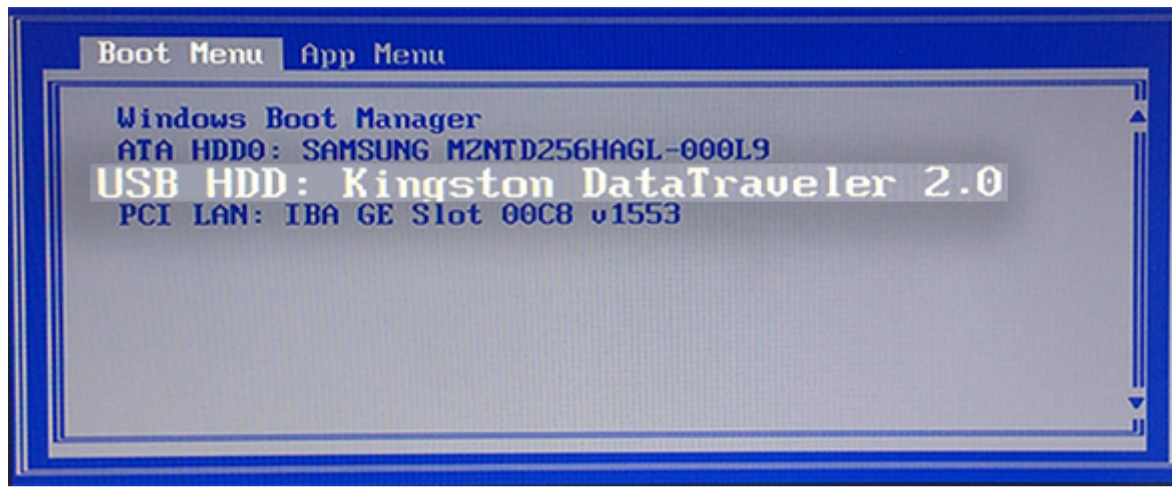 Boot Menu App Menu
Windows Boot Manager
ATA HDD0: SAMSUNG MZNTD256HAGL-000L9
USB HDD: Kingston DataTraveler 2.0
PCI LAN: IBA GE Slot 00C8 v1553